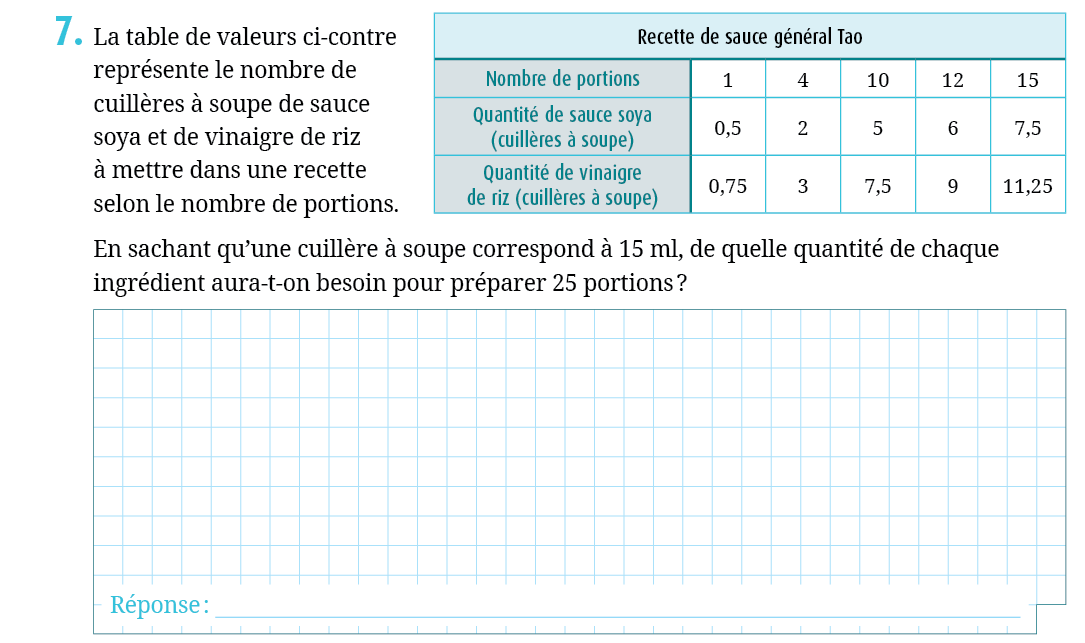 7. La table de valeurs ci-contre
représente le nombre de
cuillères à soupe de sauce
soya et de vinaigre de riz
à mettre dans une recette
selon le nombre de portions.
Recette de sauce général Tao
Nombre de portions 1 4 10 12 15
Quantité de sauce soya
(cuillères à soupe) 0,5 2 5 6 7,5
Quantité de vinaigre
de riz (cuillères à soupe) 0,75 3 7,5 9 11,25
En sachant qu’une cuillère à soupe correspond à 15 ml, de quelle quantité de chaque
ingrédient aura-t-on besoin pour préparer 25 portions ?
Réponse :